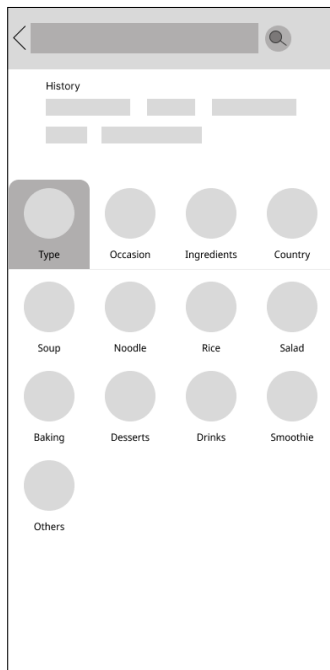 History
Type Occasion Ingredients Country
Soup Noodle Rice Salad
Baking Desserts Drinks Smoothie
Others